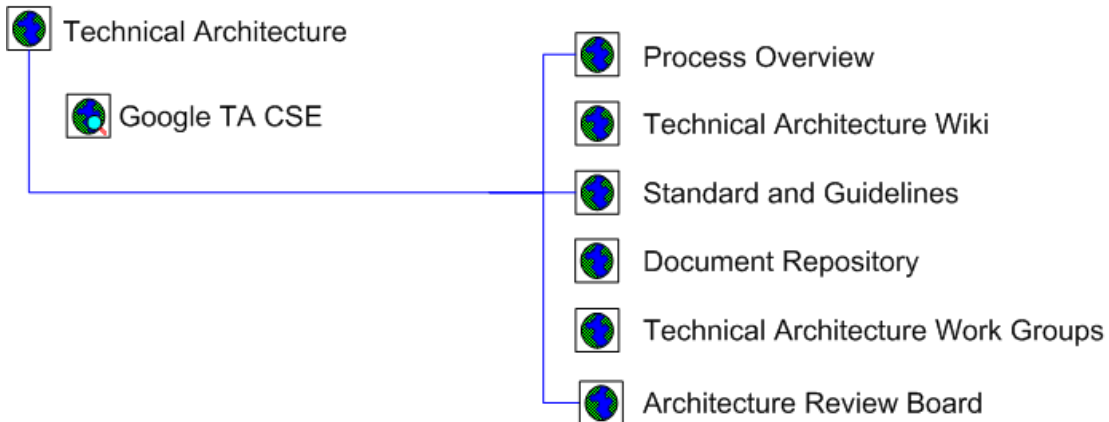 Technical Architecture
Google TA CSE
Process Overview
Technical Architecture Wiki
Standard and Guidelines
Document Repository
Technical Architecture Work Groups
Architecture Review Board